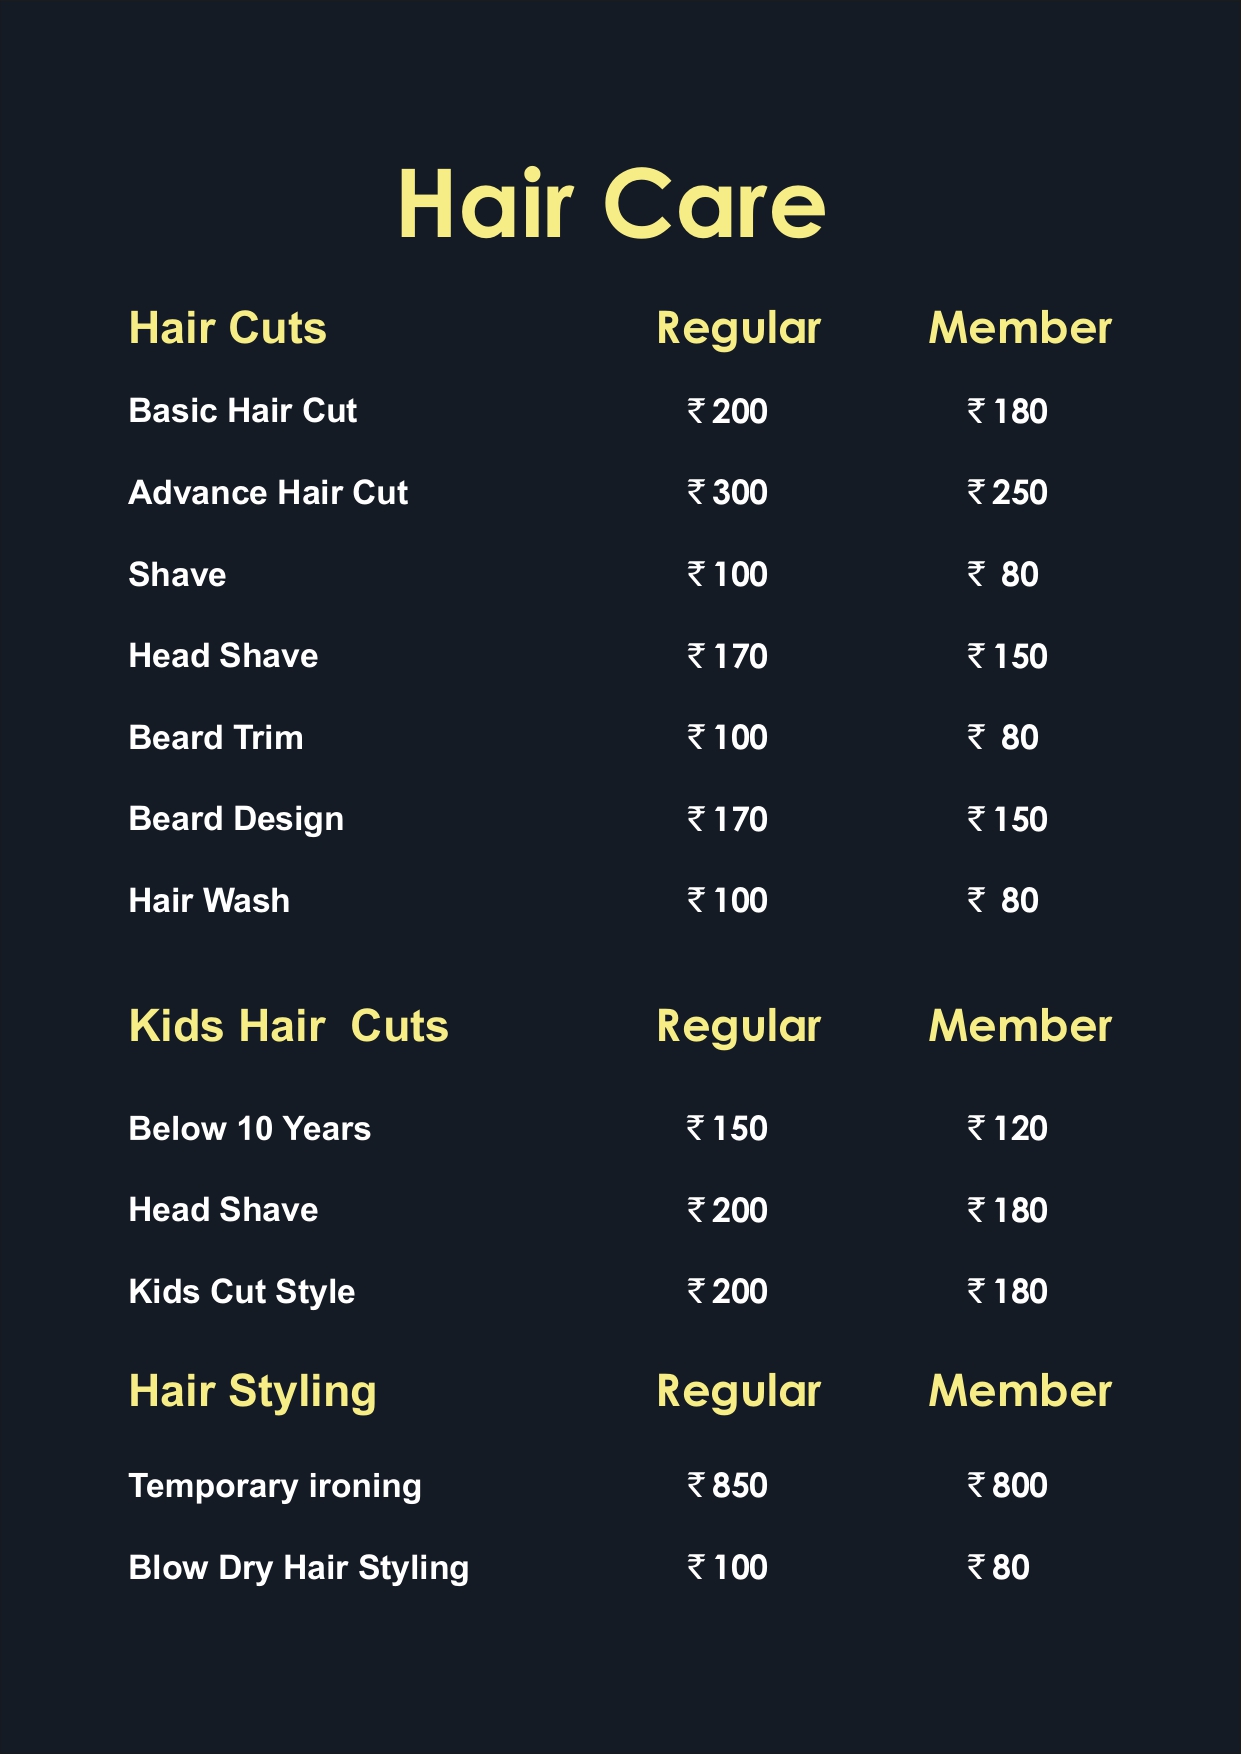 Hair Care
Hair Cuts Regular Member
Basic Hair Cut ₹ 200 ₹ 180
Advance Hair Cut ₹ 300 ₹ 250
Shave ₹ 100 ₹ 80
Head Shave ₹ 170 ₹ 150
Beard Trim ₹ 100 ₹ 80
Beard Design ₹ 170 ₹ 150
Hair Wash ₹ 100 ₹ 80
Kids Hair Cuts Regular Member
Below 10 Years ₹ 150 ₹ 120
Head Shave ₹ 200 ₹ 180
Kids Cut Style ₹ 200 ₹ 180
Hair Styling Regular Member
Temporary ironing ₹ 850 ₹ 800
Blow Dry Hair Styling ₹ 100 ₹ 80